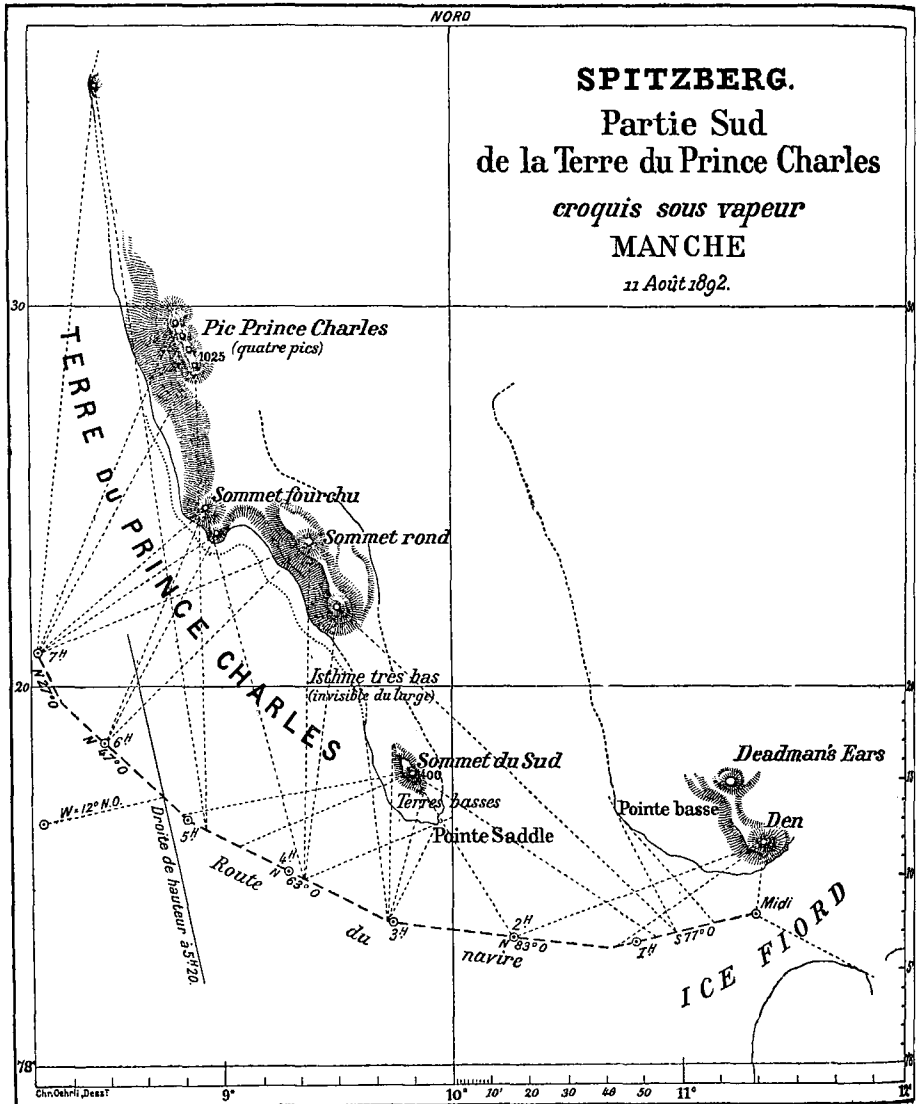 NORD
SPITZBERG.
Partie Sud
de la Terre du Prince Charles
croquis sous vapeur
MANCHE
11 Août 1892.
30
30
Pic Prince Charles
(quatre pics)
1025
TERRE DU PRINCE CHARLES
Sommet fourchu
Sommet rond
7H
N 27° O
Isthme très bas
(invisible du large)
20
6H
N 47° O
Sommet du Sud
400
Deadman's Ears
Terres basses
Pointe basse
Den
W = 12° N.O.
5H
Pointe Saddle
Droite de hauteur à 5H 20.
4H
N 63° O
Route du navire
3H
2H
N 83° O
1H
S 77° O
Midi
ICE FIORD
78°
Chr. Oehrli, Dess.T
9°
10°
10'
20
30
40
50
11°